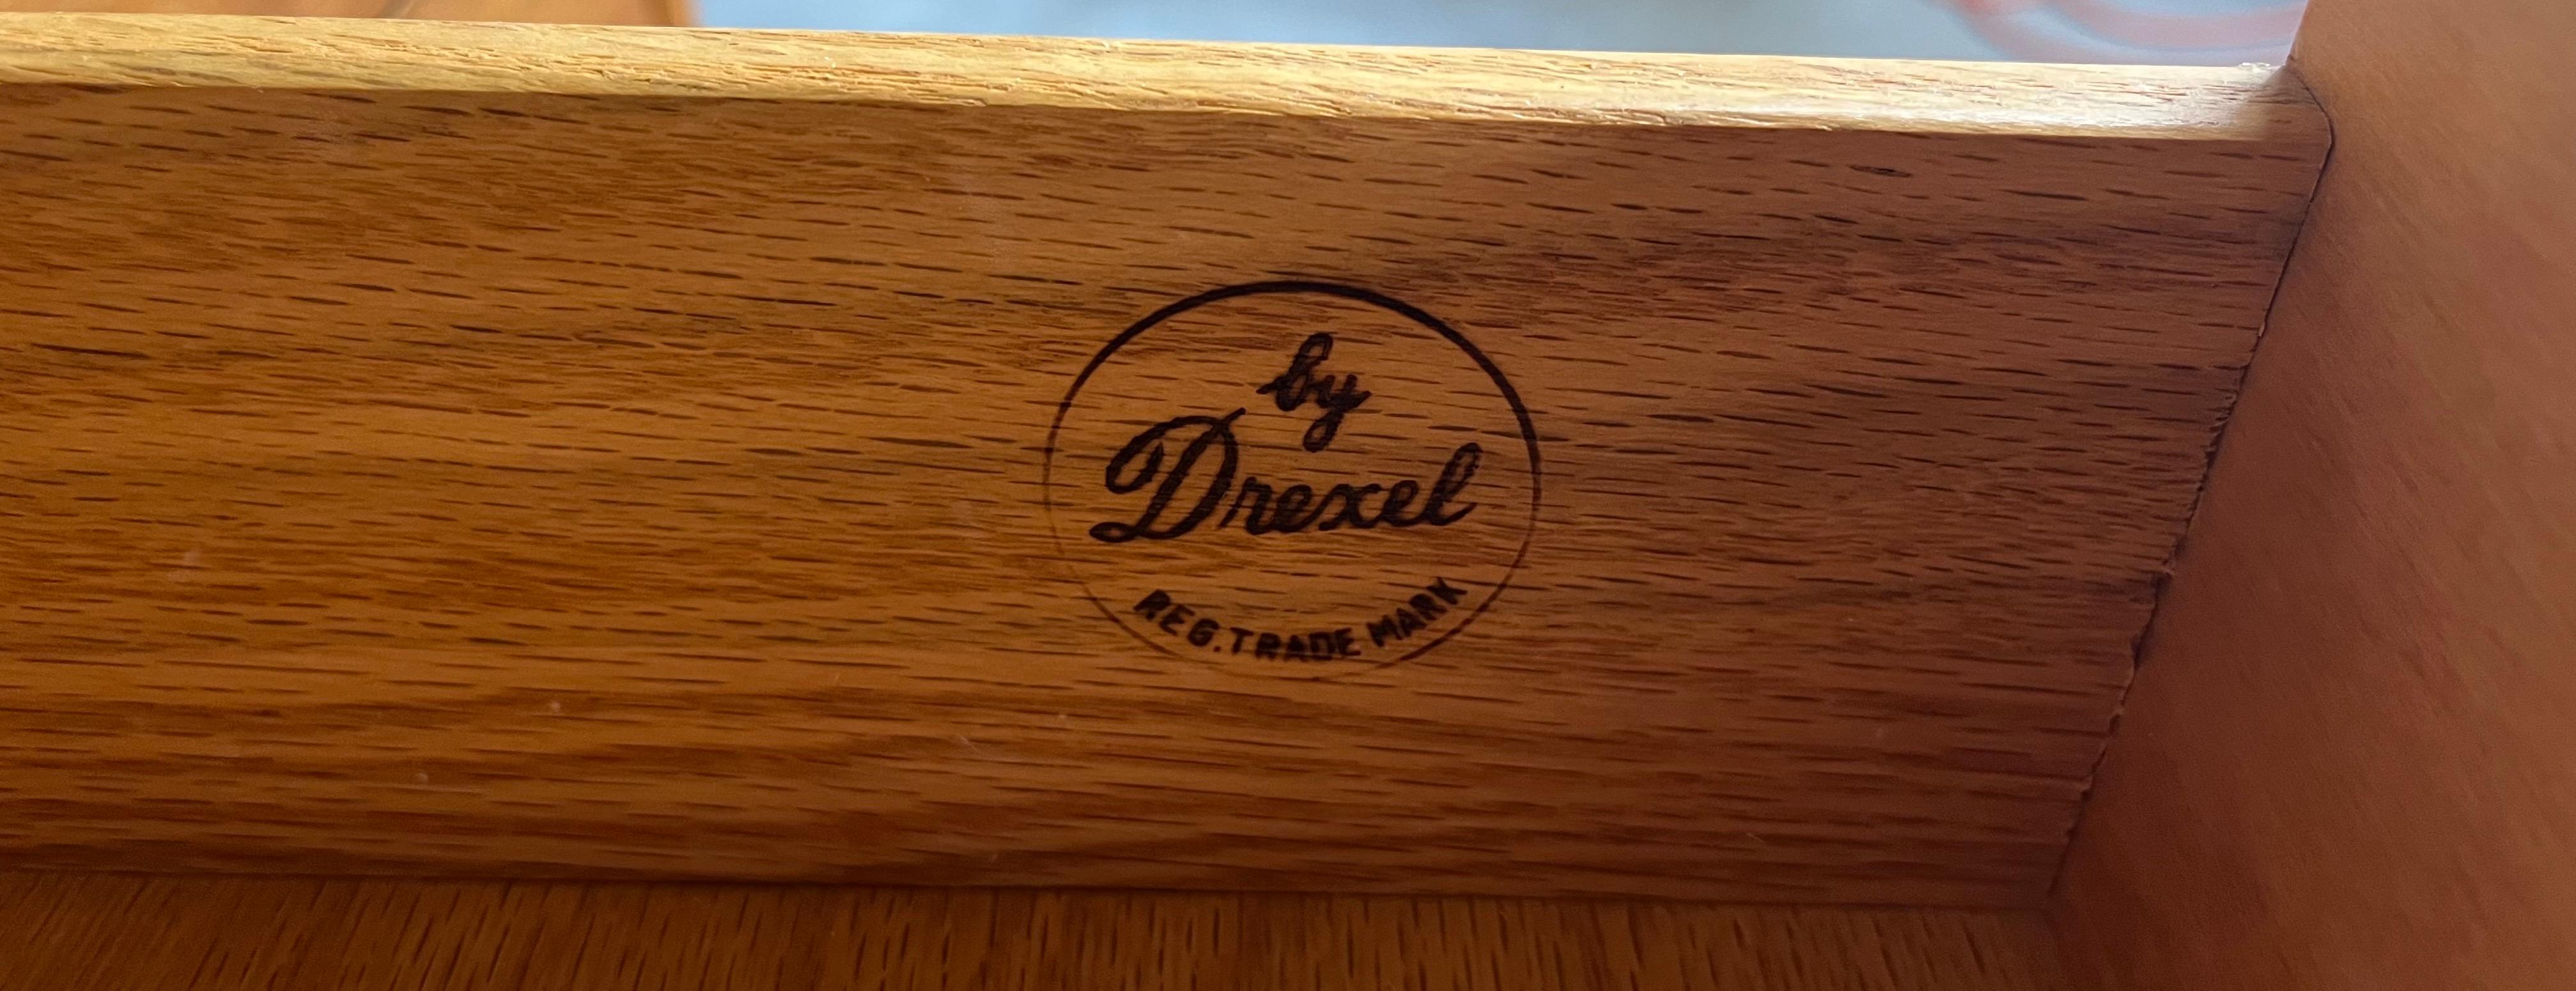 by
Drexel
REG. TRADE MARK